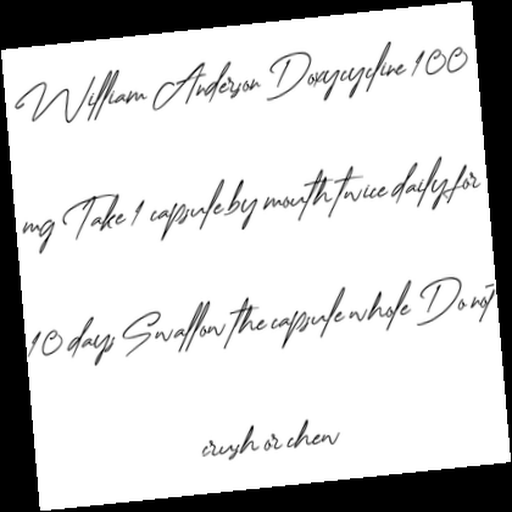 William Anderson Doxycycline 100
mg Take 1 capsule by mouth twice daily for
10 days Swallow the capsule whole Do not
crush or chew